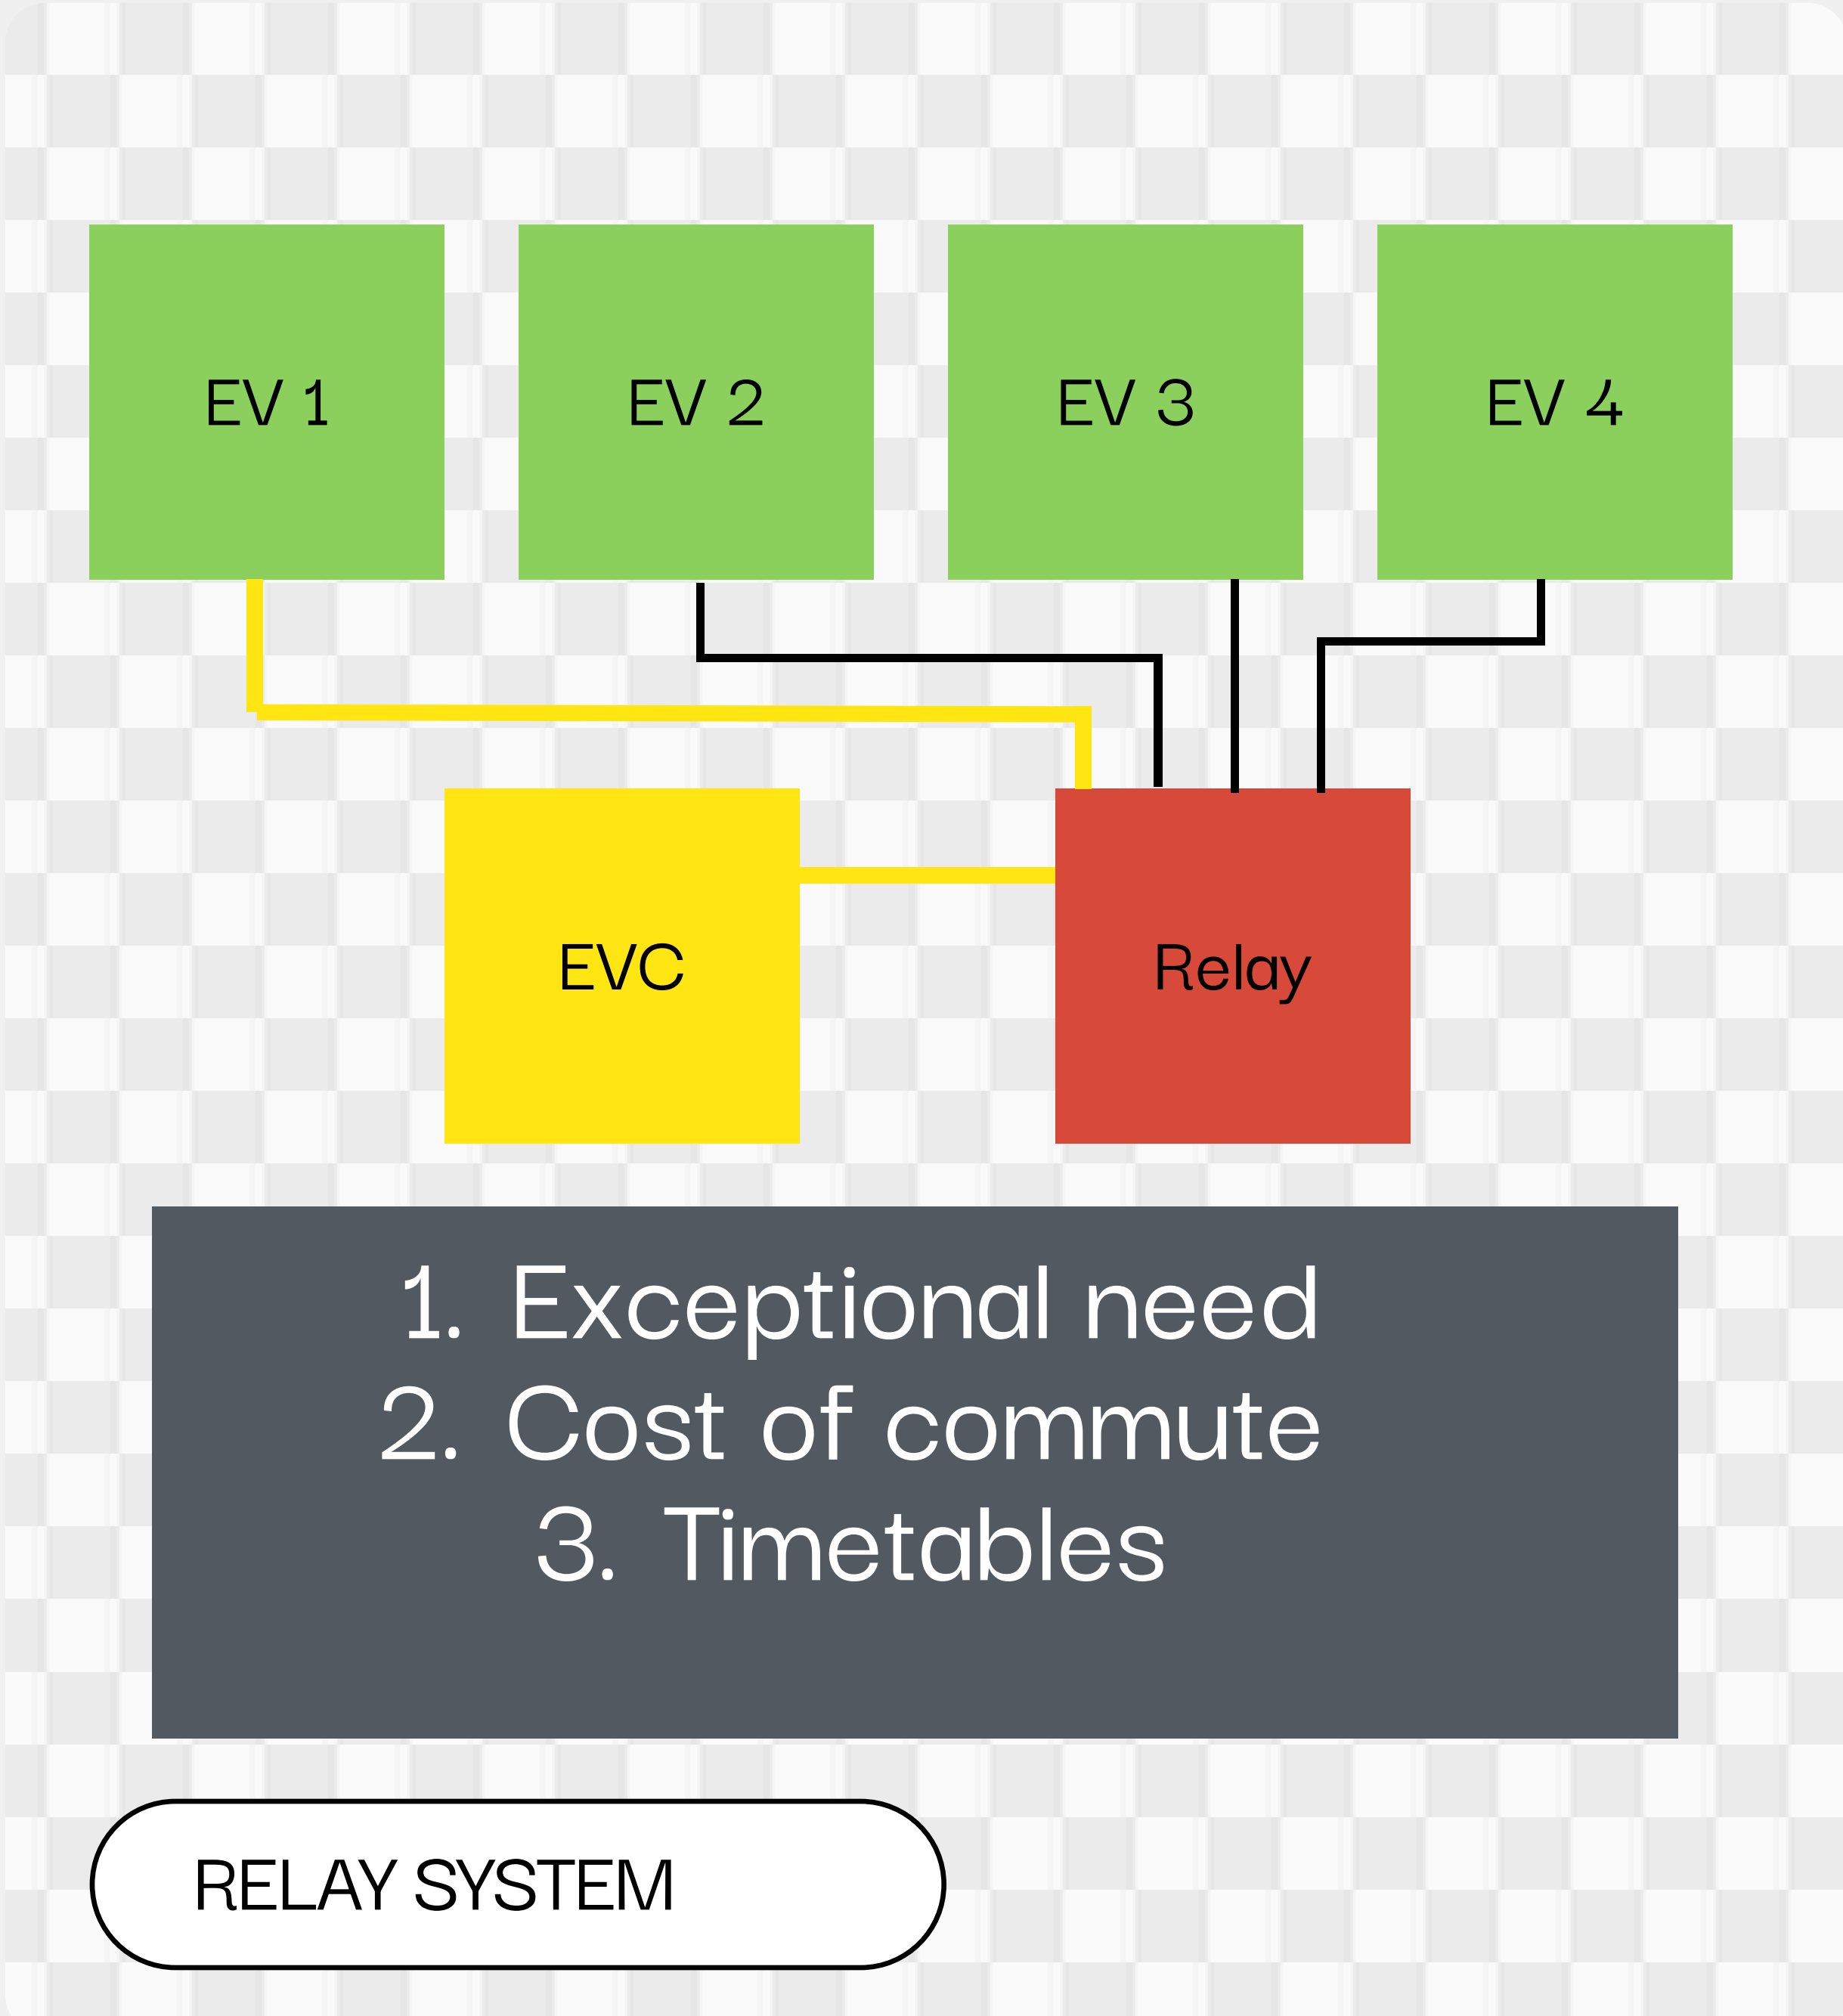 EV 1
EV 2
EV 3
EV 4
EVC
Relay
1. Exceptional need
2. Cost of commute
3. Timetables
RELAY SYSTEM